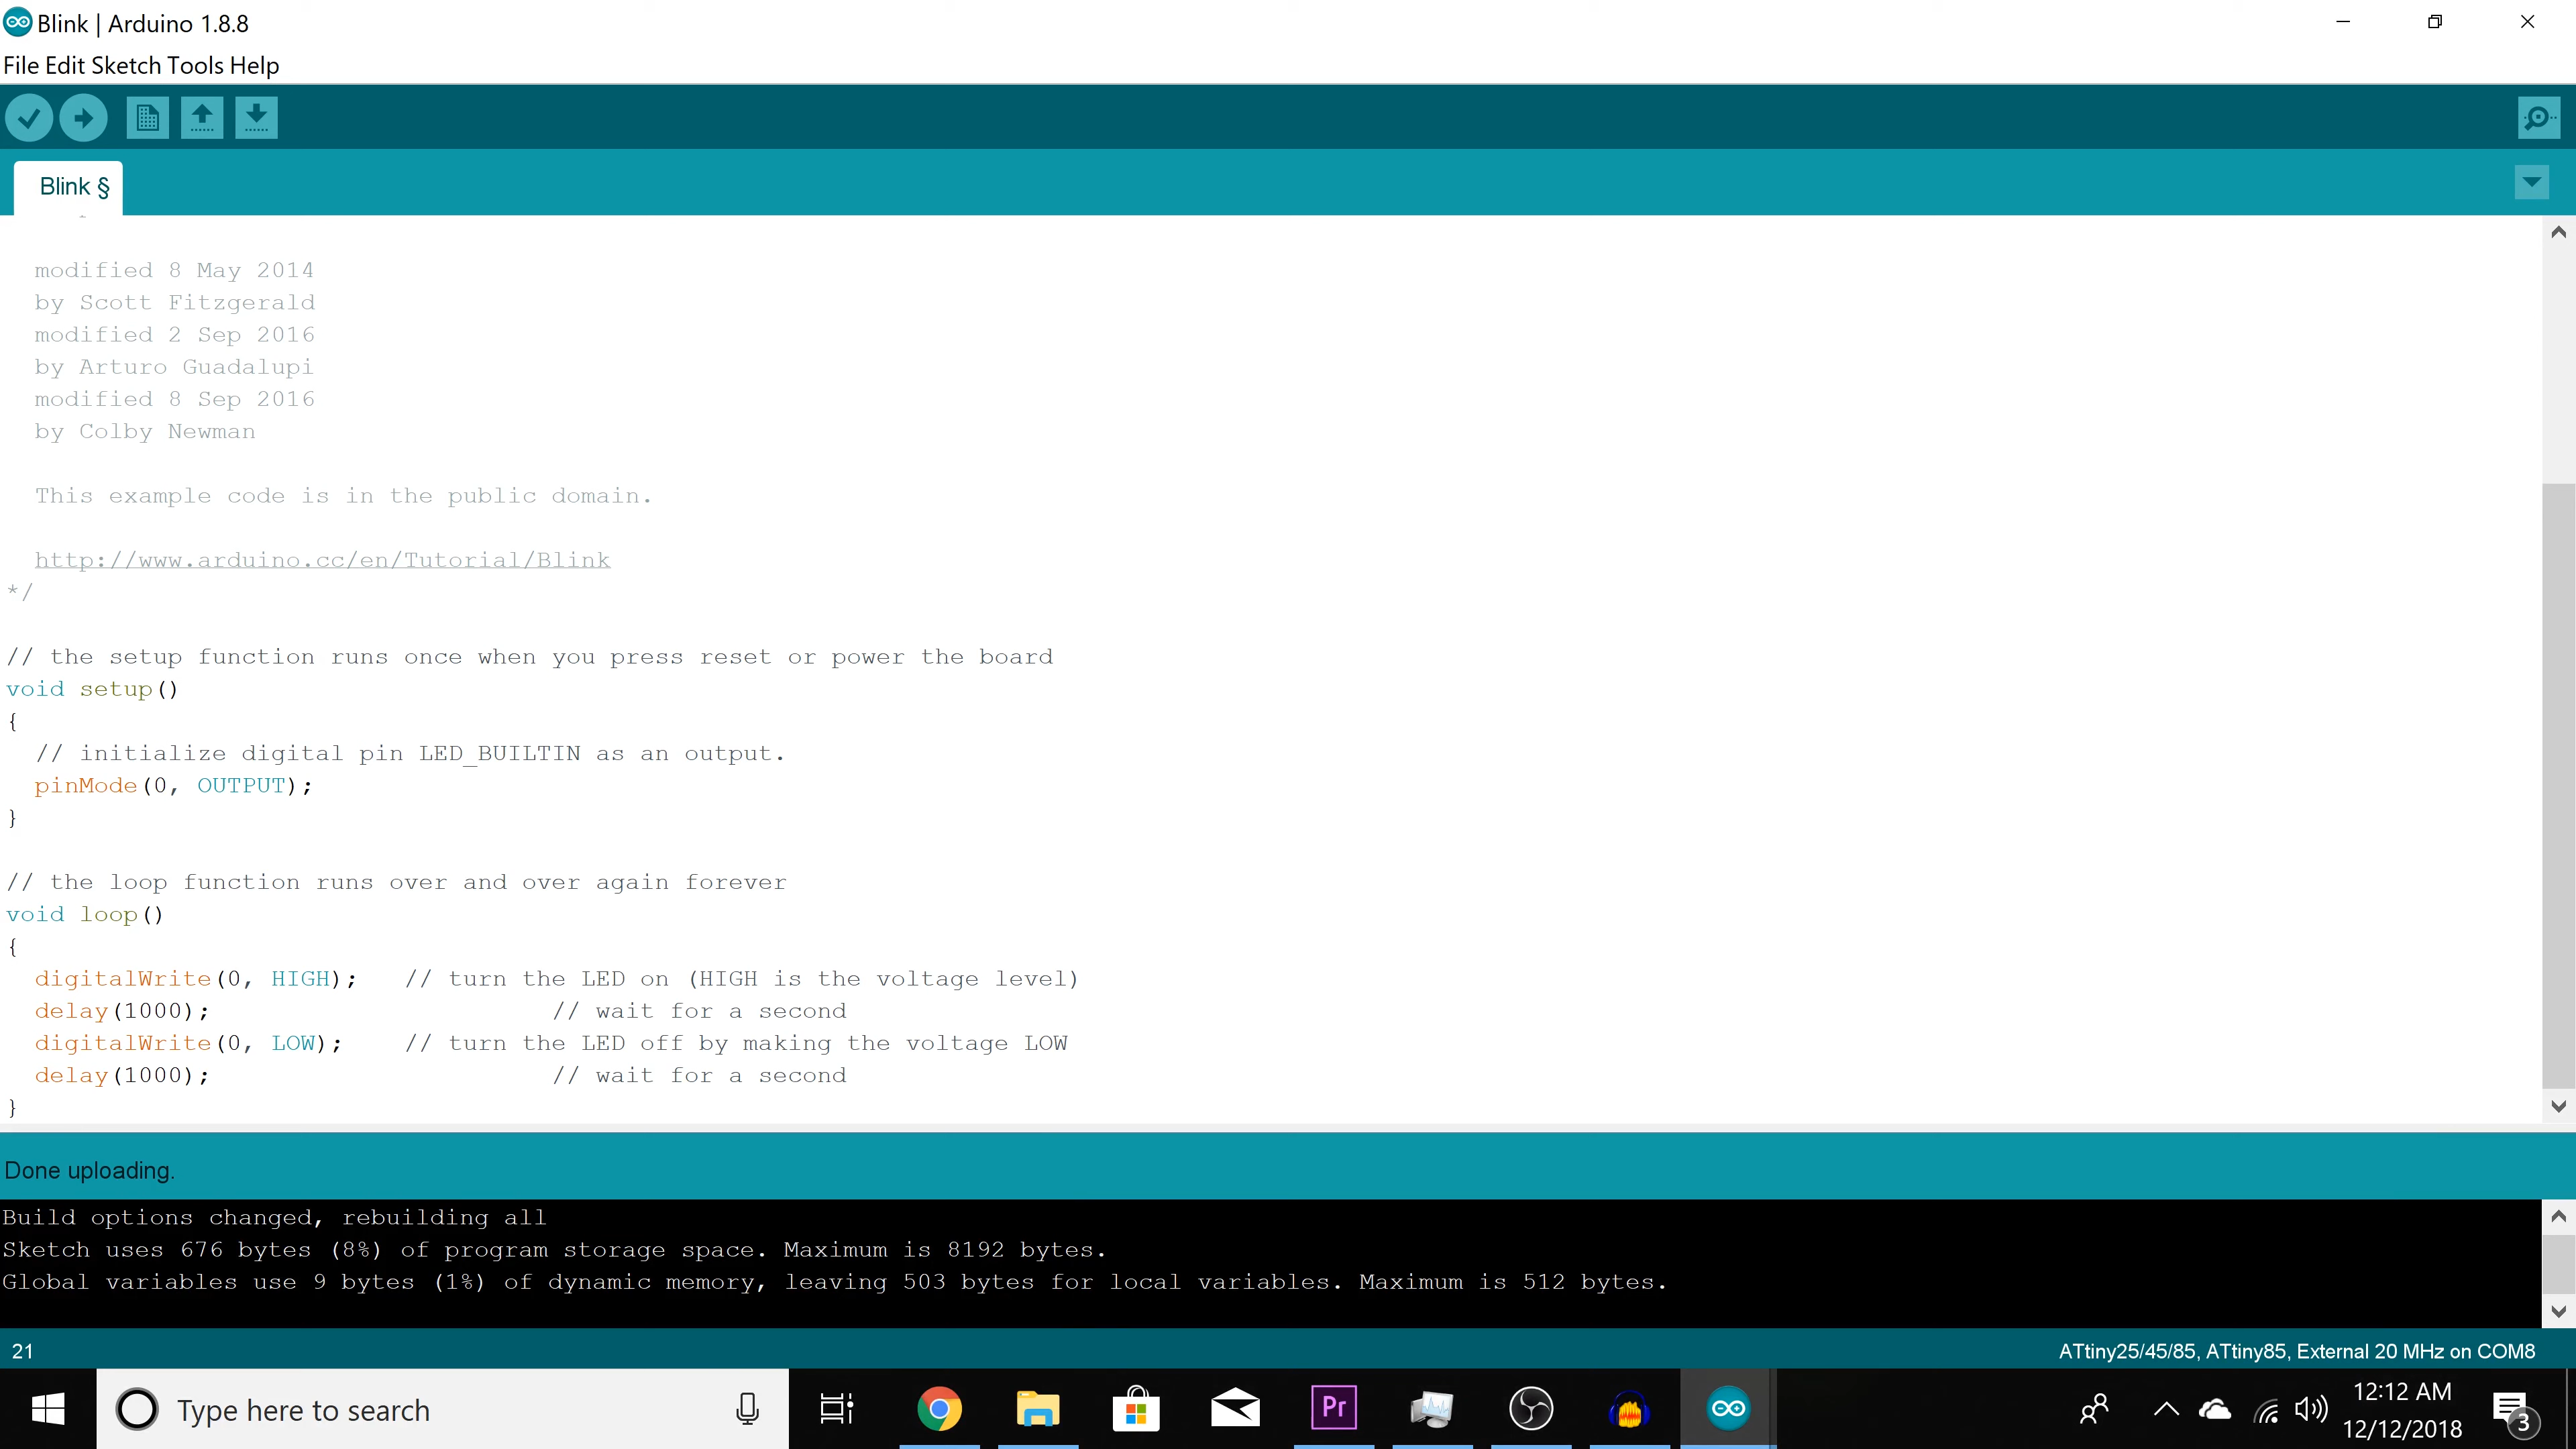 Blink | Arduino 1.8.8
File Edit Sketch Tools Help
Blink §
modified 8 May 2014
by Scott Fitzgerald
modified 2 Sep 2016
by Arturo Guadalupi
modified 8 Sep 2016
by Colby Newman
This example code is in the public domain.
http://www.arduino.cc/en/Tutorial/Blink
*/
// the setup function runs once when you press reset or power the board
void setup()
{
// initialize digital pin LED_BUILTIN as an output.
pinMode(0, OUTPUT);
}
// the loop function runs over and over again forever
void loop()
{
digitalWrite(0, HIGH);   // turn the LED on (HIGH is the voltage level)
delay(1000);                       // wait for a second
digitalWrite(0, LOW);    // turn the LED off by making the voltage LOW
delay(1000);                       // wait for a second
}
Done uploading.
Build options changed, rebuilding all
Sketch uses 676 bytes (8%) of program storage space. Maximum is 8192 bytes.
Global variables use 9 bytes (1%) of dynamic memory, leaving 503 bytes for local variables. Maximum is 512 bytes.
21
ATtiny25/45/85, ATtiny85, External 20 MHz on COM8
Type here to search
Pr
12:12 AM
12/12/2018
3